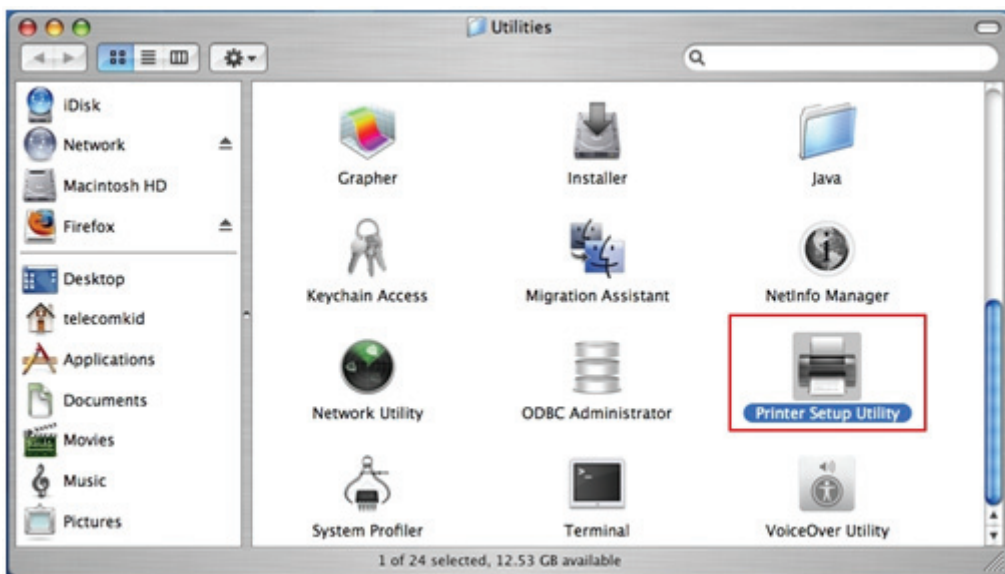 Utilities
iDisk
Network
Macintosh HD
Firefox
Desktop
telecomkid
Applications
Documents
Movies
Music
Pictures
Grapher
Installer
Java
Keychain Access
Migration Assistant
NetInfo Manager
Network Utility
ODBC Administrator
Printer Setup Utility
System Profiler
Terminal
VoiceOver Utility
1 of 24 selected, 12.53 GB available